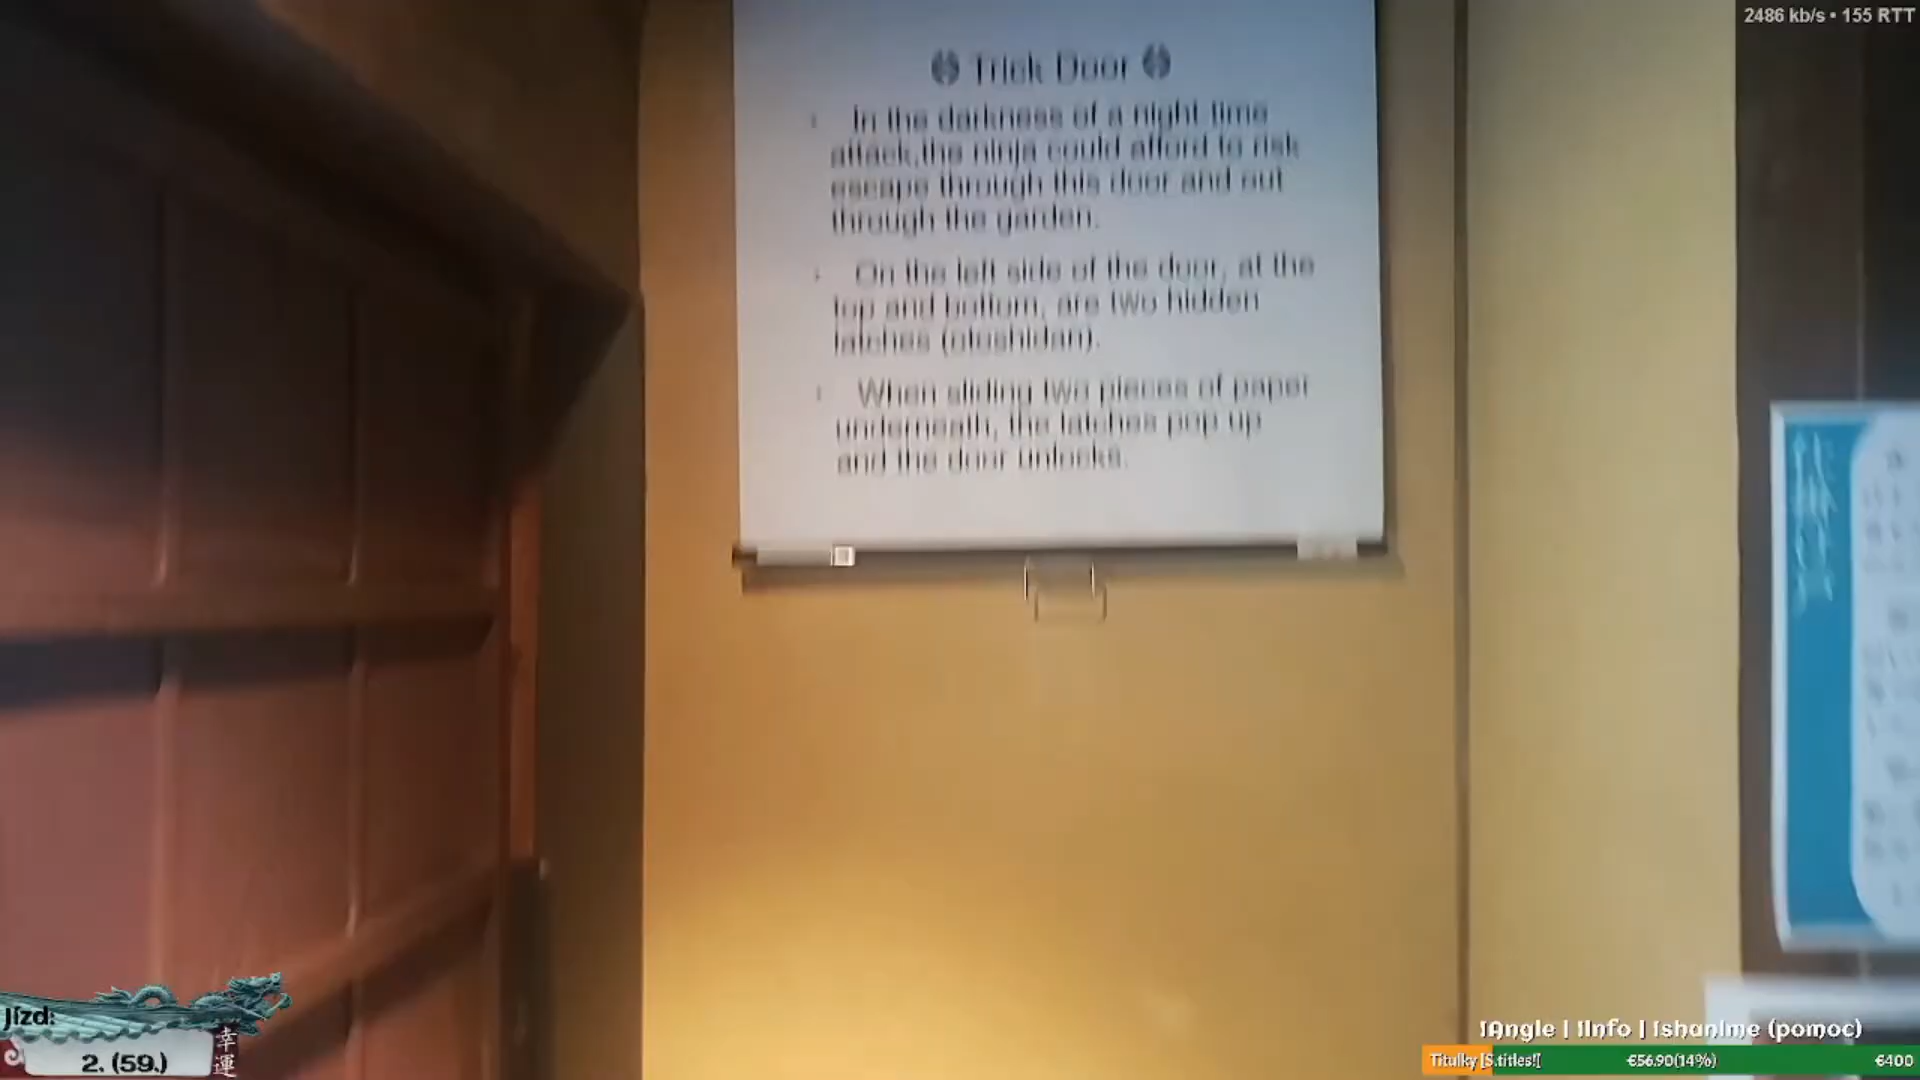 2486 kb/s • 155 RTT
Trick Door
In the darkness of a night time
attack,the ninja could afford to risk
escape through this door and out
through the garden.
On the left side of the door, at the
top and bottom, are two hidden
latches (otoshidan).
When sliding two pieces of paper
underneath, the latches pop up
and the door unlocks.
Jízd:
2. (59.)
幸運
!Angle | !Info | !shanime (pomoc)
Titulky [S.titles!] €56.90(14%) €400